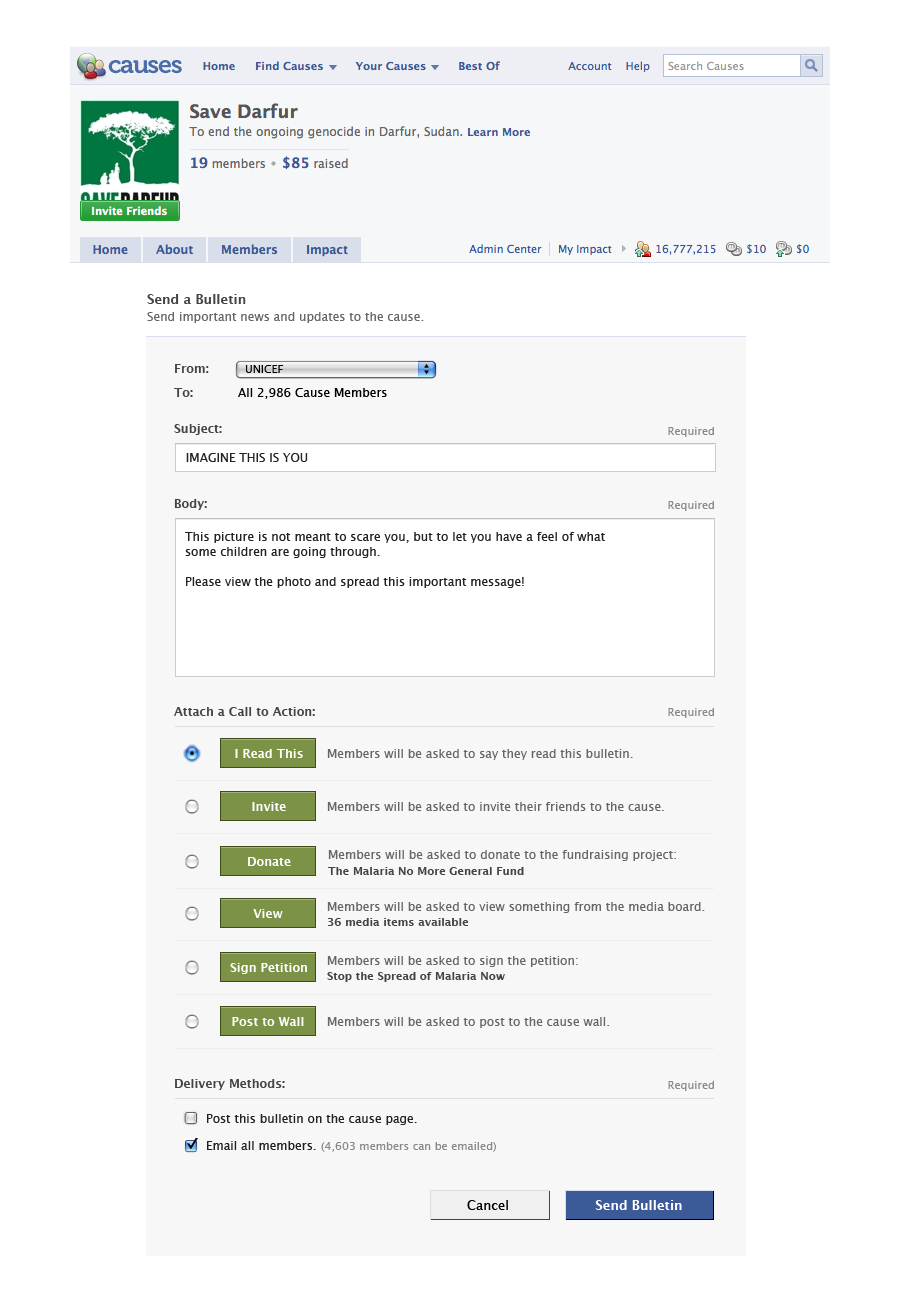 causes Home Find Causes Your Causes Best Of Account Help Search Causes
Save Darfur
To end the ongoing genocide in Darfur, Sudan. Learn More
19 members • $85 raised
SAVEDARFUR
Invite Friends
Home About Members Impact Admin Center My Impact 16,777,215 $10 $0
Send a Bulletin
Send important news and updates to the cause.
From: UNICEF
To: All 2,986 Cause Members
Subject: Required
IMAGINE THIS IS YOU
Body: Required
This picture is not meant to scare you, but to let you have a feel of what
some children are going through.
Please view the photo and spread this important message!
Attach a Call to Action: Required
I Read This Members will be asked to say they read this bulletin.
Invite Members will be asked to invite their friends to the cause.
Donate Members will be asked to donate to the fundraising project:
The Malaria No More General Fund
View Members will be asked to view something from the media board.
36 media items available
Sign Petition Members will be asked to sign the petition:
Stop the Spread of Malaria Now
Post to Wall Members will be asked to post to the cause wall.
Delivery Methods: Required
Post this bulletin on the cause page.
Email all members. (4,603 members can be emailed)
Cancel Send Bulletin